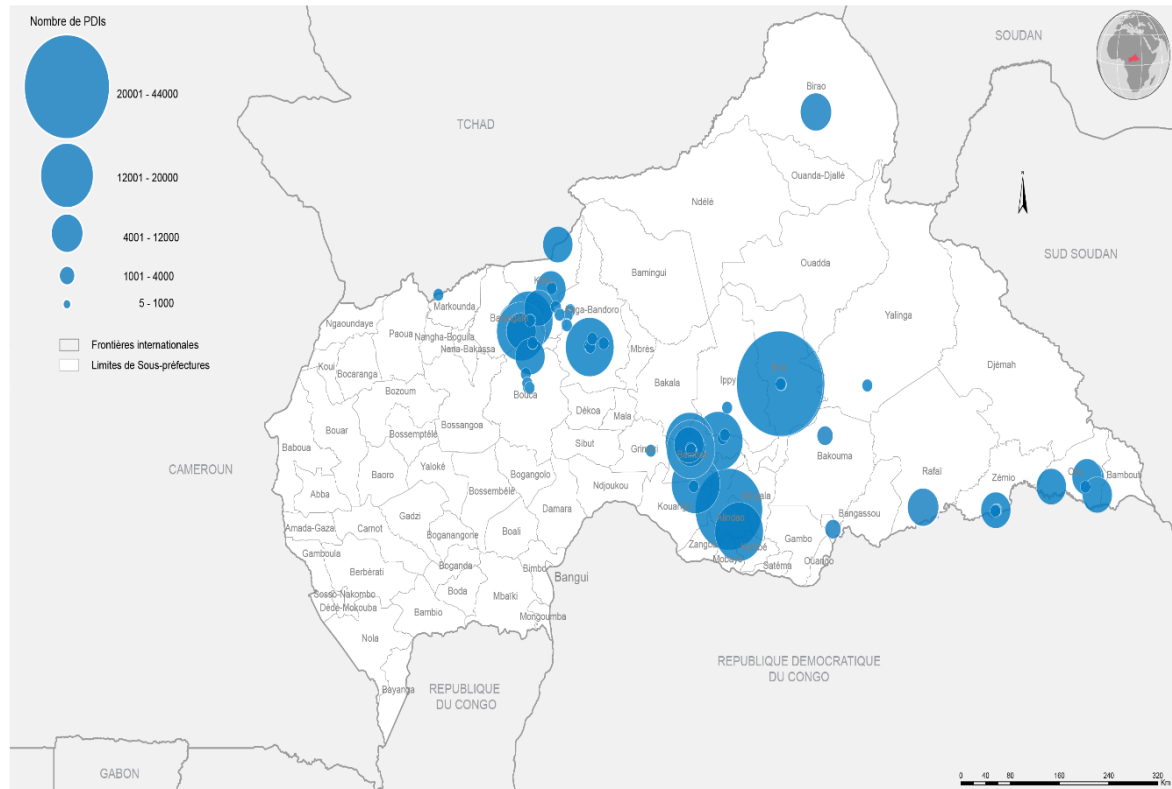 Nombre de PDIs
20001 - 44000
12001 - 20000
4001 - 12000
1001 - 4000
5 - 1000
Frontières internationales
Limites de Sous-préfectures
SOUDAN
TCHAD
Birao
Ouanda-Djallé
Ndélé
SUD SOUDAN
Ouadda
Bamingui
Yalinga
Markounda
Ngaoundaye
Paoua
Nangha-Boguila
Nana-Bakassa
Mbrès
Djémah
Koui
Bocaranga
Bakala
Ippy
Bozoum
Bouca
Dékoa
Mala
Bouar
Bossemptélé
Bossangoa
Baboua
Sibut
Bakouma
CAMEROUN
Baoro
Yaloké
Bogangolo
Rafaï
Zémio
Bambouti
Abba
Bossembélé
Ndjoukou
Gadzi
Damara
Bangassou
Amada-Gaza
Carnot
Boganangone
Boali
Gambo
Gamboula
Satéma
Ouango
Berbérati
Boganda
Bimbo
Bangui
Sosso-Nakombo
Dédé-Mokouba
Boda
Mbaïki
Bambio
Mongoumba
Nola
Bayanga
REPUBLIQUE
DU CONGO
REPUBLIQUE DEMOCRATIQUE
DU CONGO
GABON
0 40 80 160 240 320
Km